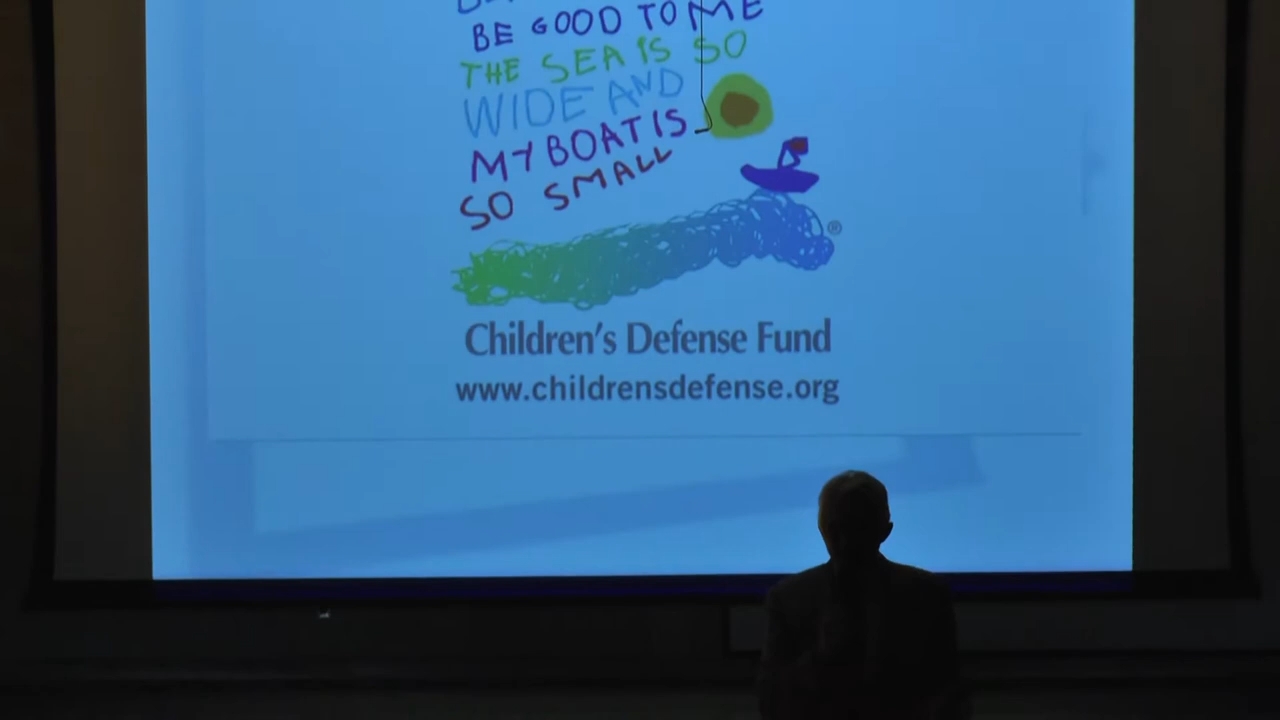 BE GOOD TO ME
THE SEA IS SO
WIDE AND
MY BOAT IS
SO SMALL
®
Children's Defense Fund
www.childrensdefense.org